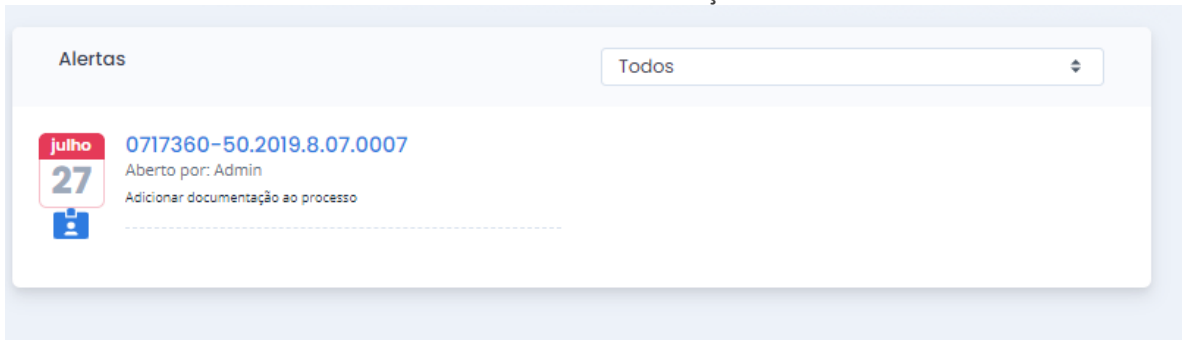 Alertas
Todos
julho
27
0717360-50.2019.8.07.0007
Aberto por: Admin
Adicionar documentação ao processo